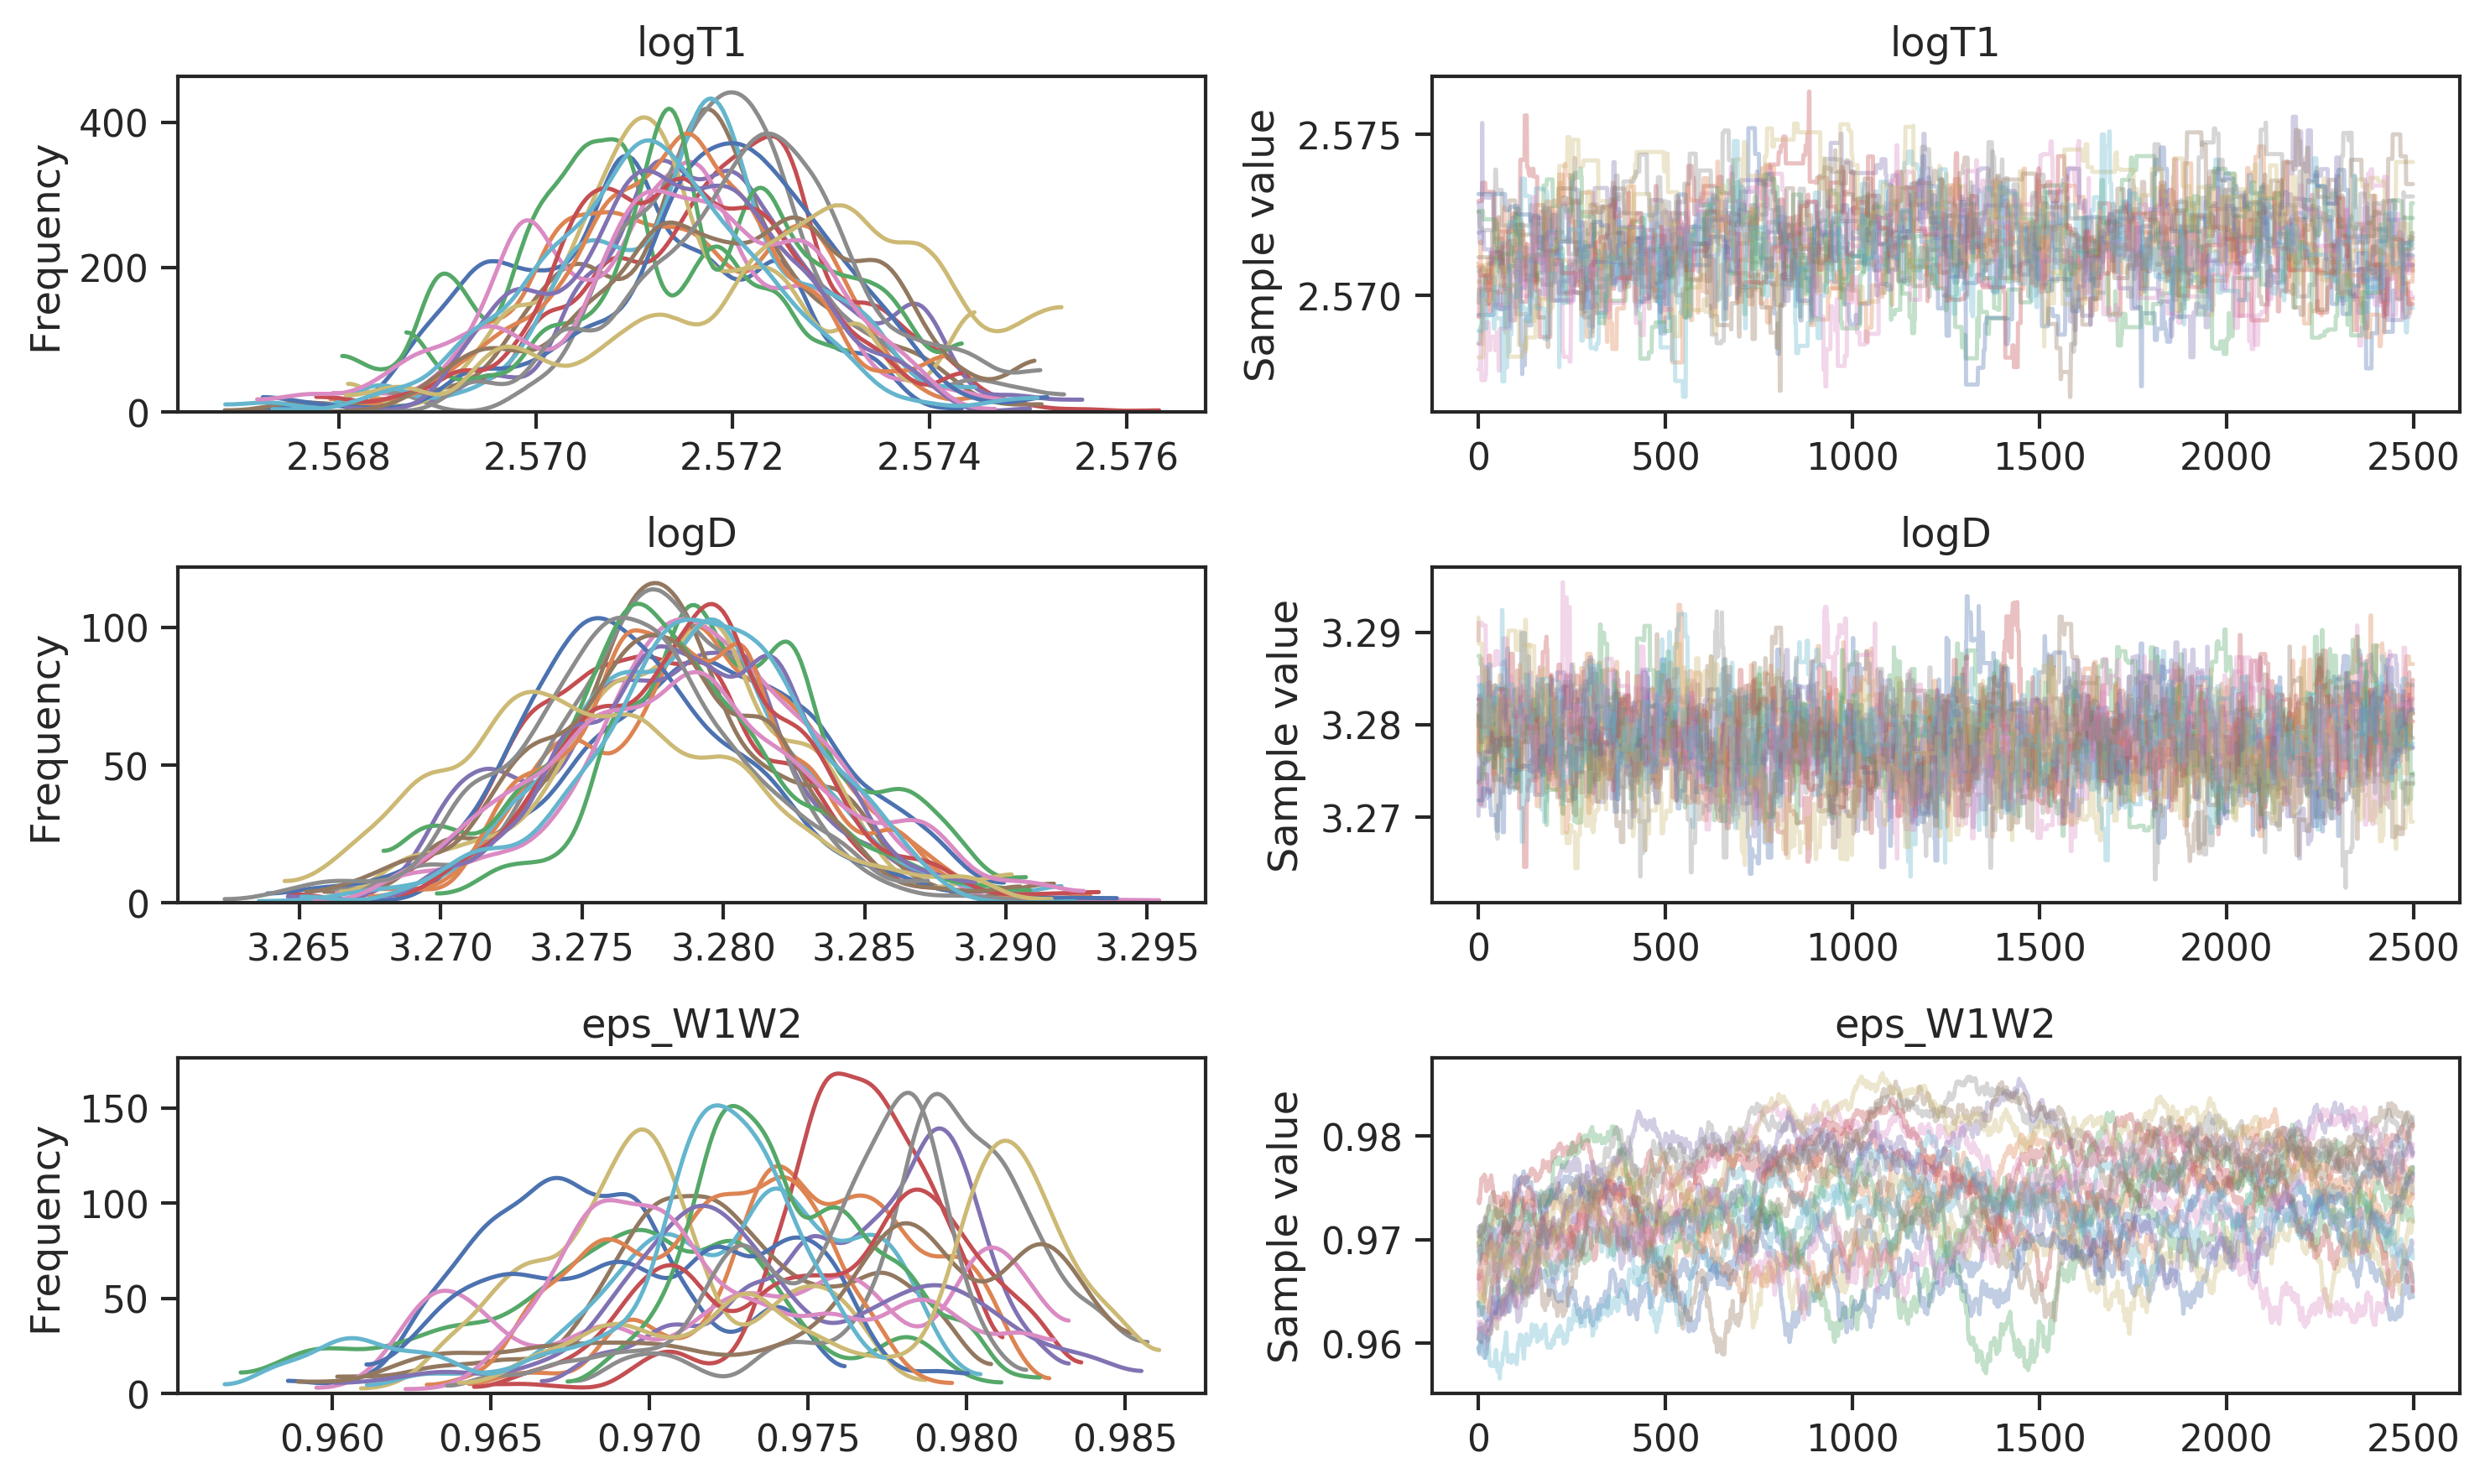 logT1
logT1
Frequency
0
200
400
2.568 2.570 2.572 2.574 2.576
Sample value
2.570
2.575
0 500 1000 1500 2000 2500
logD
logD
Frequency
0
50
100
3.265 3.270 3.275 3.280 3.285 3.290 3.295
Sample value
3.27
3.28
3.29
0 500 1000 1500 2000 2500
eps_W1W2
eps_W1W2
Frequency
0
50
100
150
0.960 0.965 0.970 0.975 0.980 0.985
Sample value
0.96
0.97
0.98
0 500 1000 1500 2000 2500